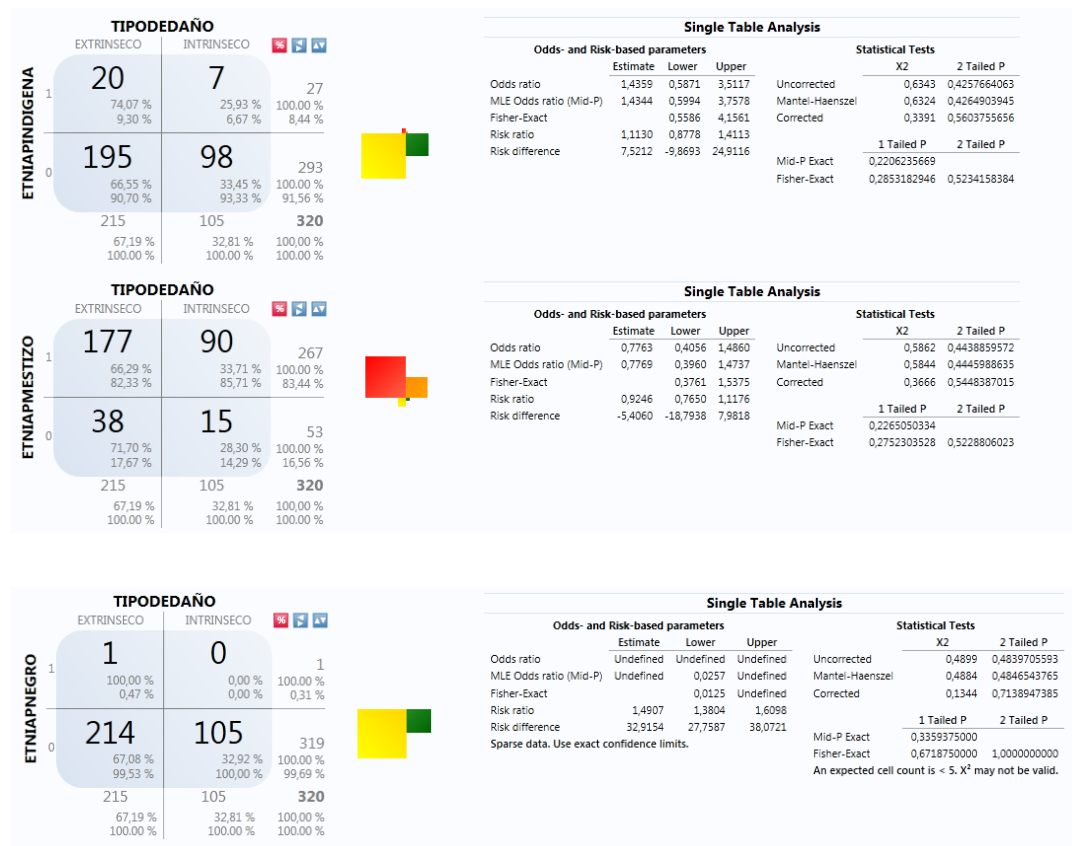 TIPODEDAÑO
EXTRINSECO INTRINSECO %
ETNIAPINDIGENA
1 20 7 27
74,07 % 25,93 % 100.00 %
9,30 % 6,67 % 8,44 %
0 195 98 293
66,55 % 33,45 % 100.00 %
90,70 % 93,33 % 91,56 %
215 105 320
67,19 % 32,81 % 100,00 %
100.00 % 100.00 % 100.00 %
Single Table Analysis
Odds- and Risk-based parameters
Estimate Lower Upper
Odds ratio 1,4359 0,5871 3,5117
MLE Odds ratio (Mid-P) 1,4344 0,5994 3,7578
Fisher-Exact 0,5586 4,1561
Risk ratio 1,1130 0,8778 1,4113
Risk difference 7,5212 -9,8693 24,9116
Statistical Tests
X2 2 Tailed P
Uncorrected 0,6343 0,4257664063
Mantel-Haenszel 0,6324 0,4264903945
Corrected 0,3391 0,5603755656
1 Tailed P 2 Tailed P
Mid-P Exact 0,2206235669
Fisher-Exact 0,2853182946 0,5234158384
TIPODEDAÑO
EXTRINSECO INTRINSECO %
ETNIAPMESTIZO
1 177 90 267
66,29 % 33,71 % 100.00 %
82,33 % 85,71 % 83,44 %
0 38 15 53
71,70 % 28,30 % 100.00 %
17,67 % 14,29 % 16,56 %
215 105 320
67,19 % 32,81 % 100,00 %
100.00 % 100.00 % 100.00 %
Single Table Analysis
Odds- and Risk-based parameters
Estimate Lower Upper
Odds ratio 0,7763 0,4056 1,4860
MLE Odds ratio (Mid-P) 0,7769 0,3960 1,4737
Fisher-Exact 0,3761 1,5375
Risk ratio 0,9246 0,7650 1,1176
Risk difference -5,4060 -18,7938 7,9818
Statistical Tests
X2 2 Tailed P
Uncorrected 0,5862 0,4438859572
Mantel-Haenszel 0,5844 0,4445988635
Corrected 0,3666 0,5448387015
1 Tailed P 2 Tailed P
Mid-P Exact 0,2265050334
Fisher-Exact 0,2752303528 0,5228806023
TIPODEDAÑO
EXTRINSECO INTRINSECO %
ETNIAPNEGRO
1 1 0 1
100,00 % 0,00 % 100.00 %
0,47 % 0,00 % 0,31 %
0 214 105 319
67,08 % 32,92 % 100.00 %
99,53 % 100,00 % 99,69 %
215 105 320
67,19 % 32,81 % 100,00 %
100.00 % 100.00 % 100.00 %
Single Table Analysis
Odds- and Risk-based parameters
Estimate Lower Upper
Odds ratio Undefined Undefined Undefined
MLE Odds ratio (Mid-P) Undefined 0,0257 Undefined
Fisher-Exact 0,0125 Undefined
Risk ratio 1,4907 1,3804 1,6098
Risk difference 32,9154 27,7587 38,0721
Sparse data. Use exact confidence limits.
Statistical Tests
X2 2 Tailed P
Uncorrected 0,4899 0,4839705593
Mantel-Haenszel 0,4884 0,4846543765
Corrected 0,1344 0,7138947385
1 Tailed P 2 Tailed P
Mid-P Exact 0,3359375000
Fisher-Exact 0,6718750000 1,0000000000
An expected cell count is < 5. X² may not be valid.